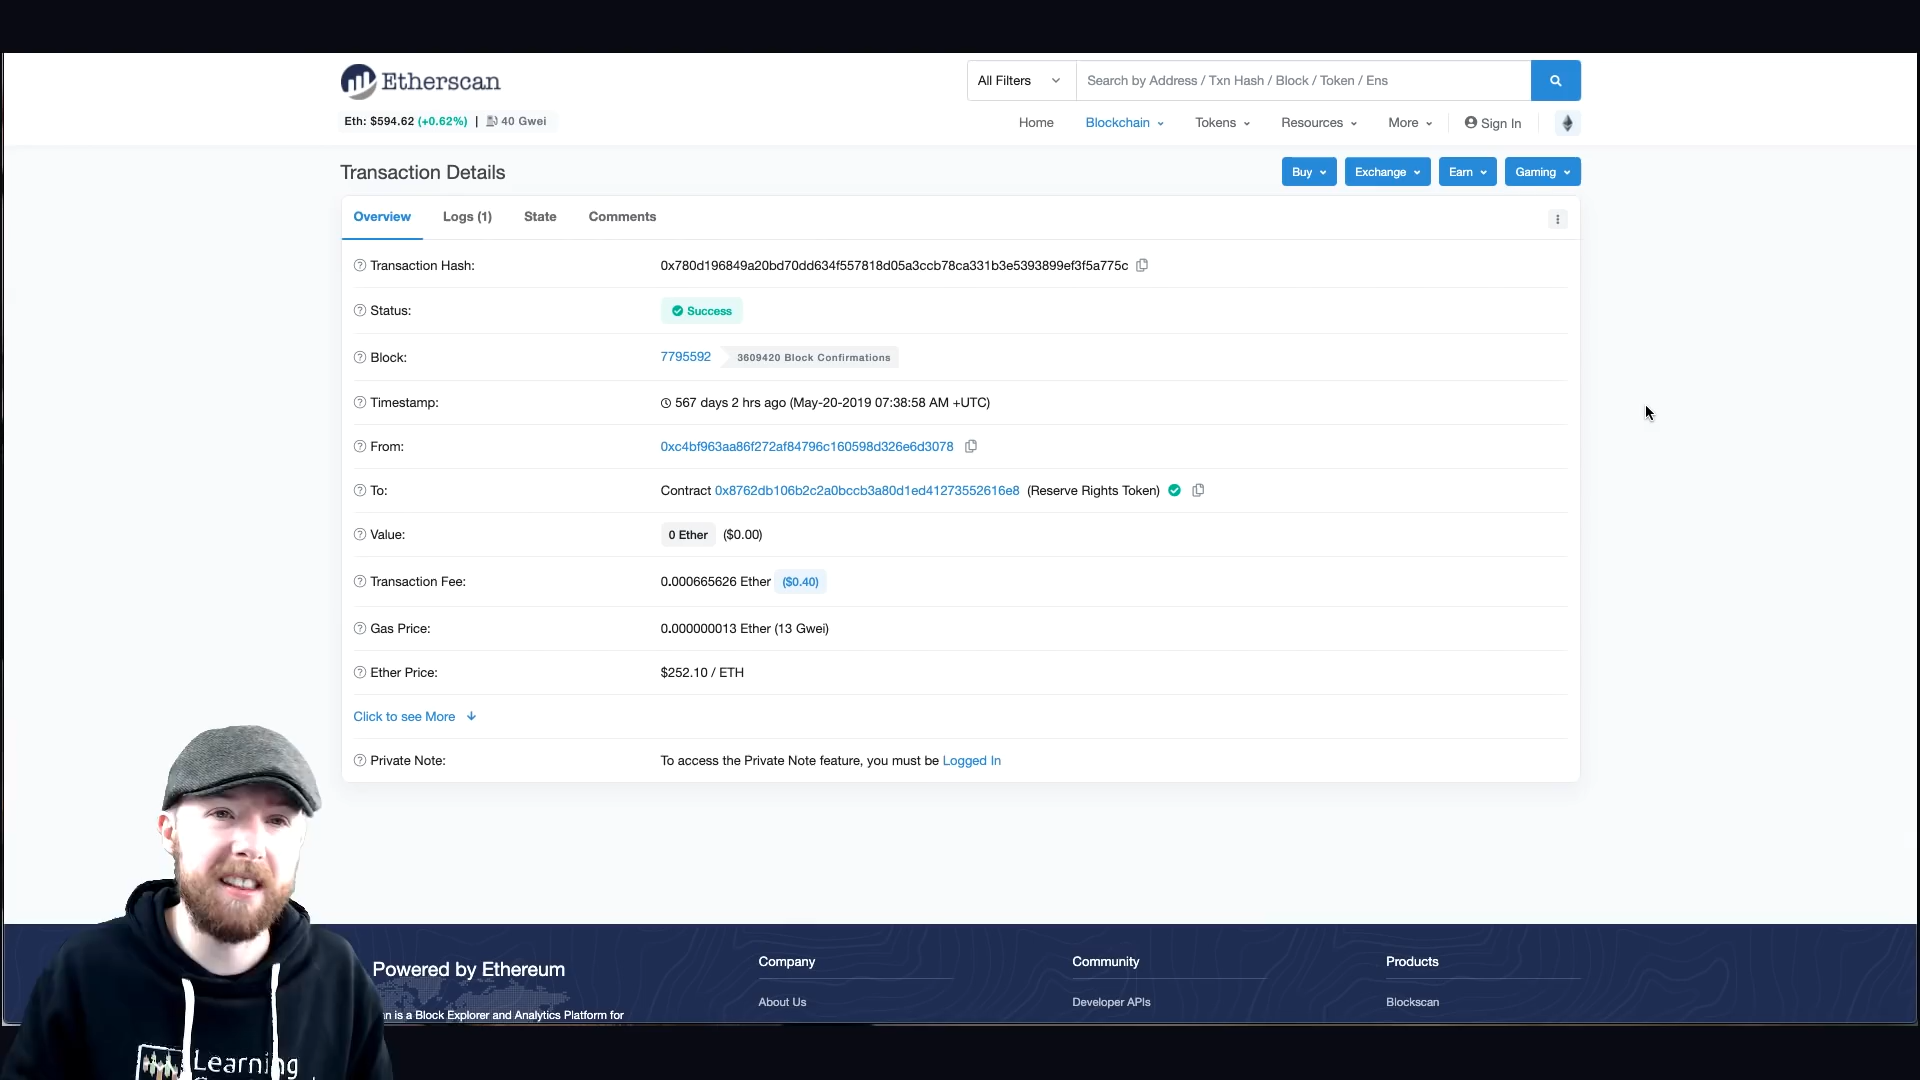 Etherscan
All Filters
Search by Address / Txn Hash / Block / Token / Ens
Eth: $594.62 (+0.62%) | 40 Gwei
Home Blockchain Tokens Resources More Sign In
Transaction Details
Buy Exchange Earn Gaming
Overview Logs (1) State Comments
Transaction Hash: 0x780d196849a20bd70dd634f557818d05a3ccb78ca331b3e5393899ef3f5a775c
Status: Success
Block: 7795592 3609420 Block Confirmations
Timestamp: 567 days 2 hrs ago (May-20-2019 07:38:58 AM +UTC)
From: 0xc4bf963aa86f272af84796c160598d326e6d3078
To: Contract 0x8762db106b2c2a0bccb3a80d1ed41273552616e8 (Reserve Rights Token)
Value: 0 Ether ($0.00)
Transaction Fee: 0.000665626 Ether ($0.40)
Gas Price: 0.000000013 Ether (13 Gwei)
Ether Price: $252.10 / ETH
Click to see More
Private Note: To access the Private Note feature, you must be Logged In
Powered by Ethereum
Company
Community
Products
About Us
Developer APIs
Blockscan
is a Block Explorer and Analytics Platform for
Learning